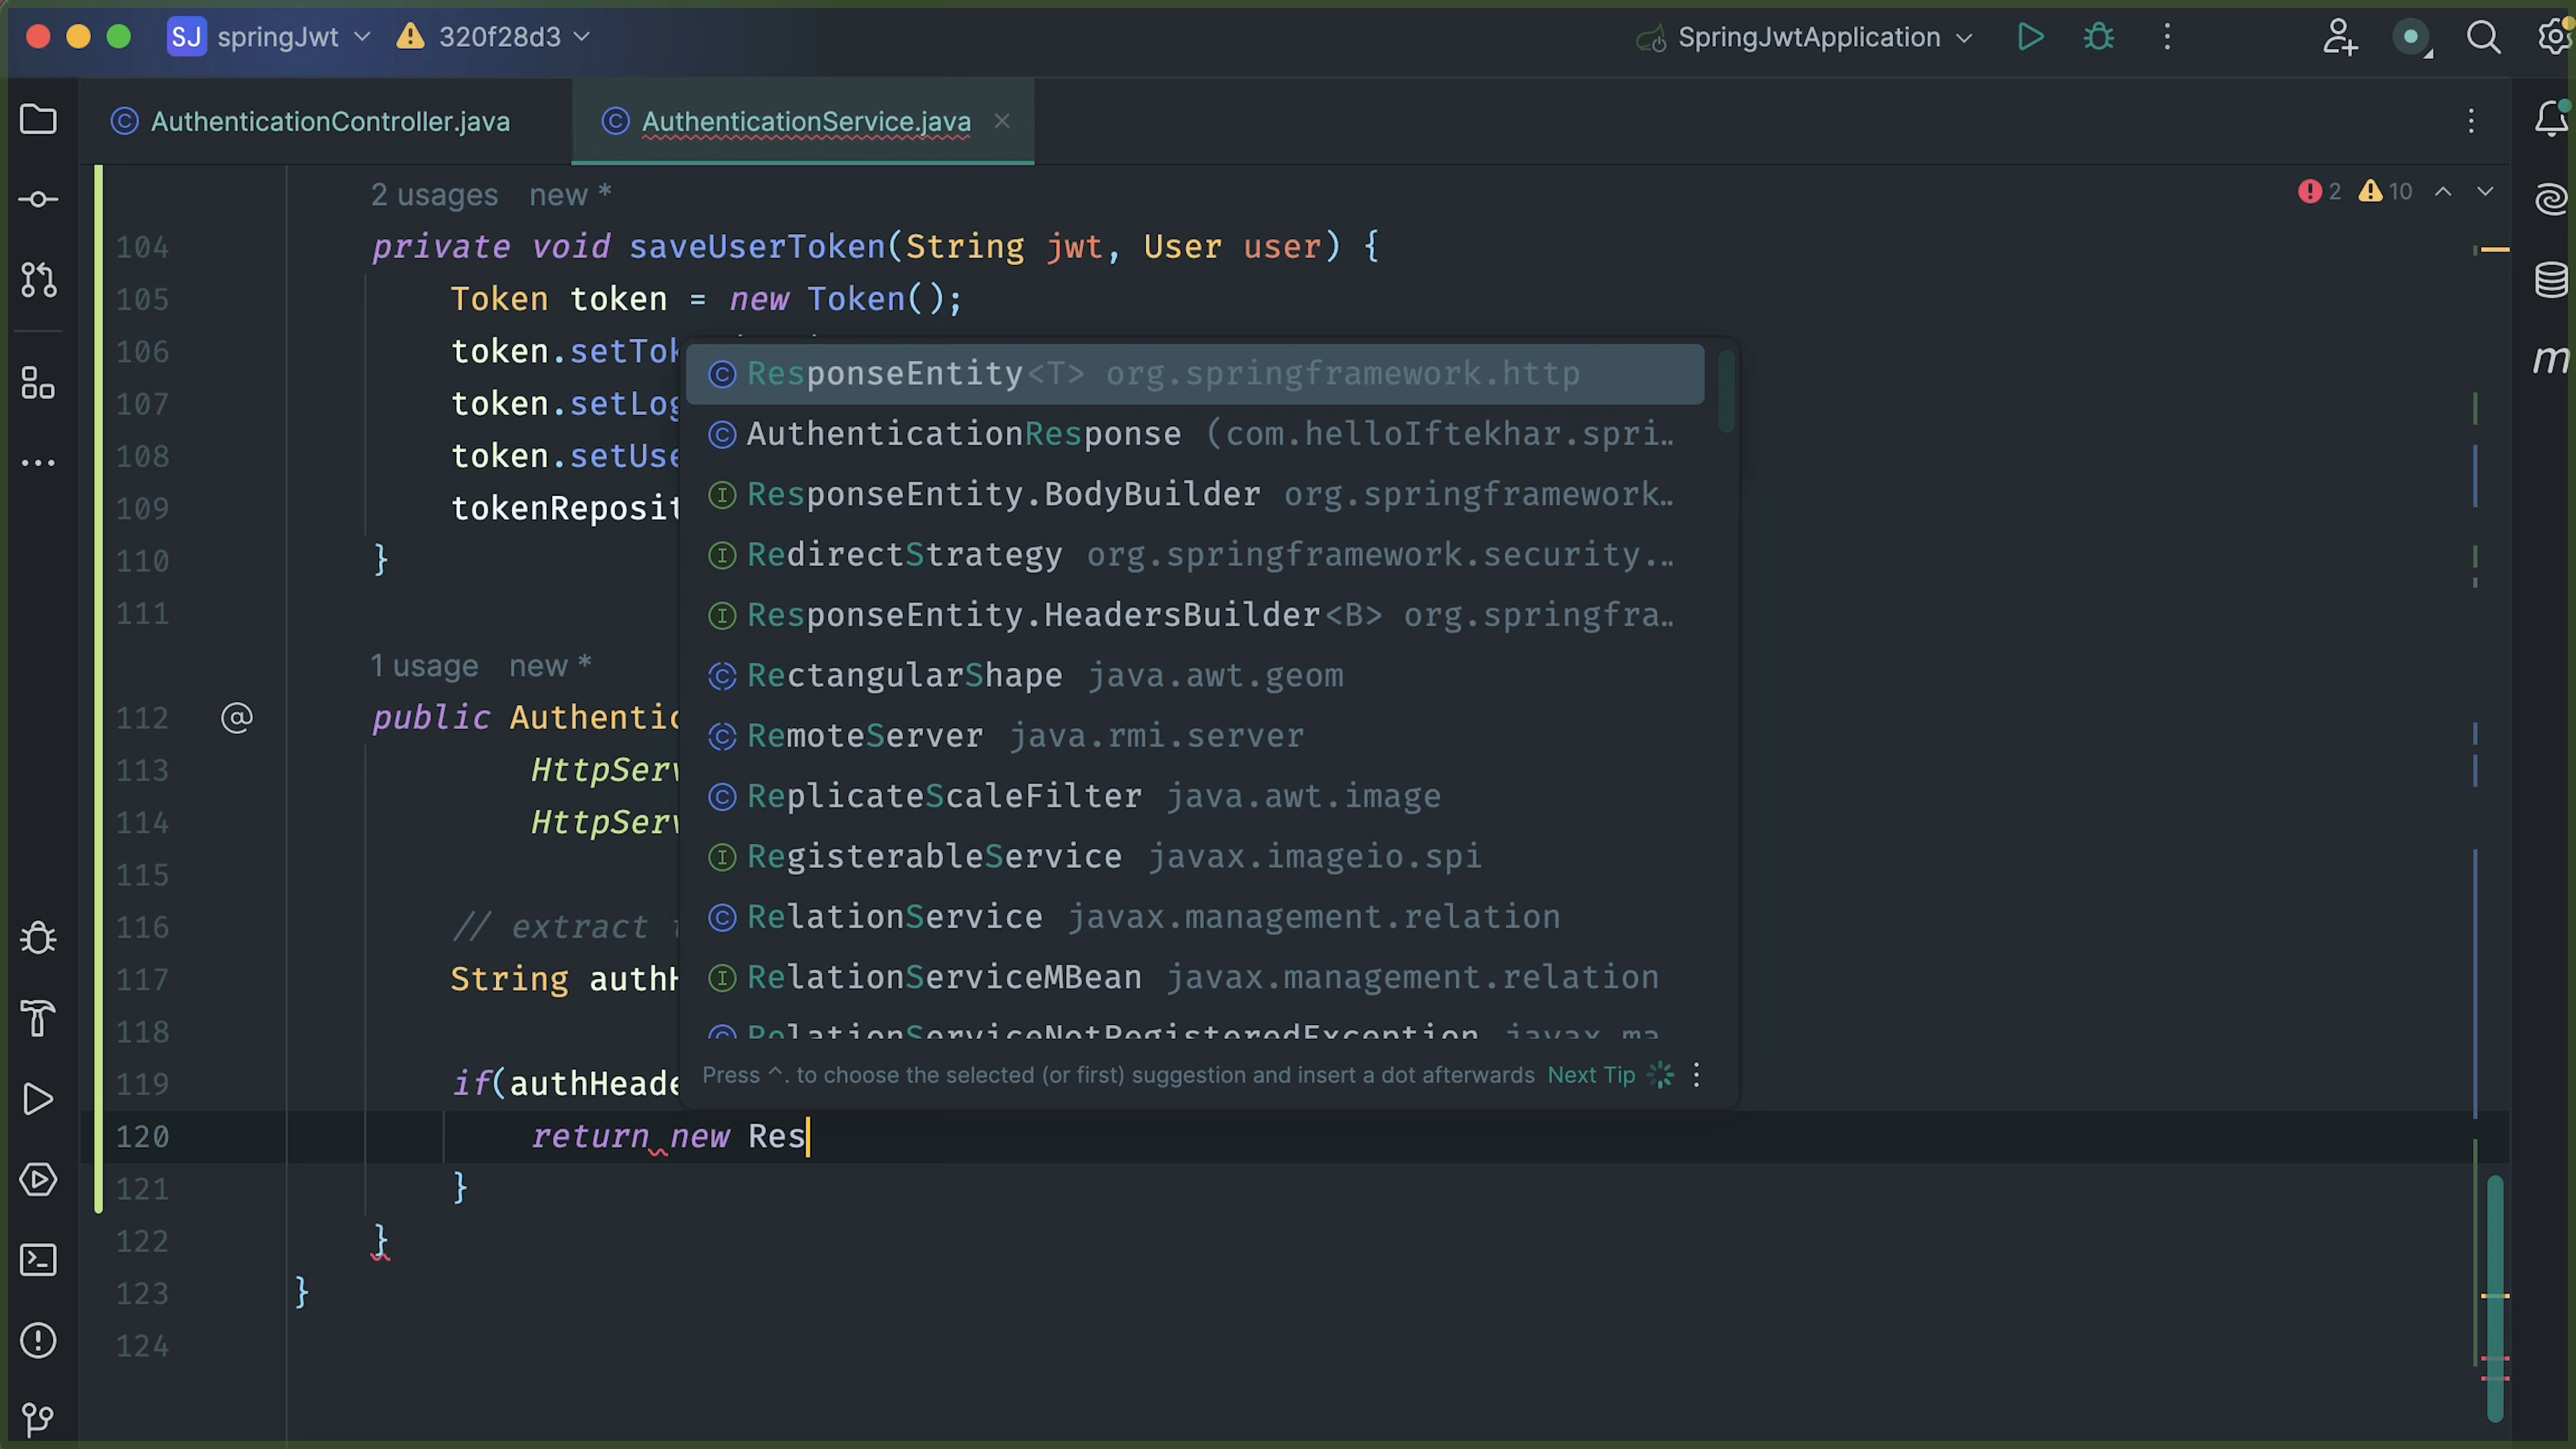 SJ springJwt 320f28d3 SpringJwtApplication
AuthenticationController.java AuthenticationService.java
2 usages new * 2 10
104 private void saveUserToken(String jwt, User user) {
105 Token token = new Token();
106 token.setTok
107 token.setLog
108 token.setUse
109 tokenReposit
110 }
111
1 usage new *
112 @ public Authentic
113 HttpServ
114 HttpServ
115
116 // extract
117 String authH
118
119 if(authHeade
120 return new Res
121 }
122 }
123 }
124
ResponseEntity<T> org.springframework.http
AuthenticationResponse (com.helloIftekhar.spri…
ResponseEntity.BodyBuilder org.springframework…
RedirectStrategy org.springframework.security.…
ResponseEntity.HeadersBuilder<B> org.springfra…
RectangularShape java.awt.geom
RemoteServer java.rmi.server
ReplicateScaleFilter java.awt.image
RegisterableService javax.imageio.spi
RelationService javax.management.relation
RelationServiceMBean javax.management.relation
RelationServiceNotRegisteredException javax.ma…
Press ^. to choose the selected (or first) suggestion and insert a dot afterwards Next Tip
m